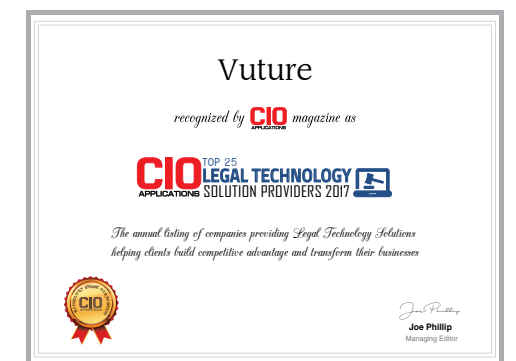 Vuture
recognized by CIO APPLICATIONS magazine as
CIO APPLICATIONS
TOP 25
LEGAL TECHNOLOGY
SOLUTION PROVIDERS 2017
The annual listing of companies providing Legal Technology Solutions
helping clients build competitive advantage and transform their businesses
CIO
Joe Phillip
Joe Phillip
Managing Editor